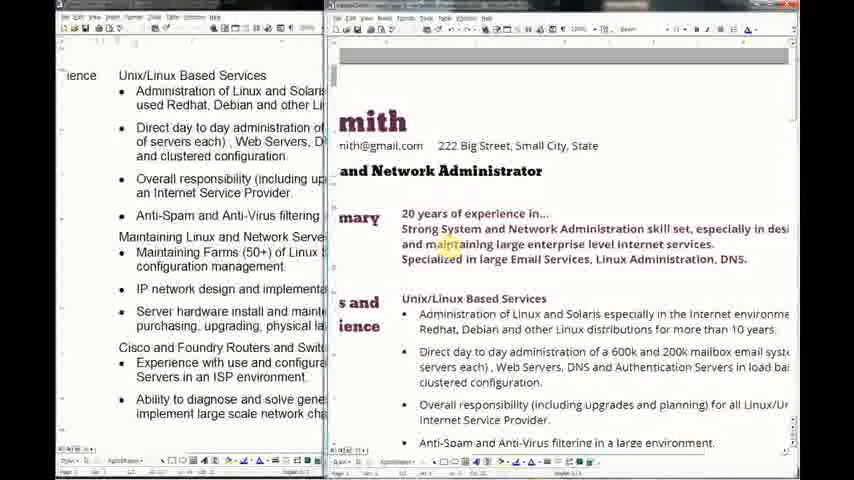 ience
Unix/Linux Based Services
Administration of Linux and Solaris
used Redhat, Debian and other Li
Direct day to day administration of
of servers each) , Web Servers, D
and clustered configuration
Overall responsibility (including up
an Internet Service Provider.
Anti-Spam and Anti-Virus filtering
Maintaining Linux and Network Serve
Maintaining Farms (50+) of Linux
configuration management.
IP network design and implementa
Server hardware install and maint
purchasing, upgrading, physical la
Cisco and Foundry Routers and Switc
Experience with use and configura
Servers in an ISP environment.
Ability to diagnose and solve gene
implement large scale network cha
mith
mith@gmail.com 222 Big Street, Small City, State
and Network Administrator
mary
20 years of experience in...
Strong System and Network Administration skill set, especially in desi
and maintaining large enterprise level Internet services.
Specialized in large Email Services, Linux Administration, DNS.
s and
ience
Unix/Linux Based Services
Administration of Linux and Solaris especially in the Internet environm
Redhat, Debian and other Linux distributions for more than 10 years.
Direct day to day administration of a 600k and 200k mailbox email syste
servers each) , Web Servers, DNS and Authentication Servers in load ba
clustered configuration.
Overall responsibility (including upgrades and planning) for all Linux/Un
Internet Service Provider.
Anti-Spam and Anti-Virus filtering in a large environment.